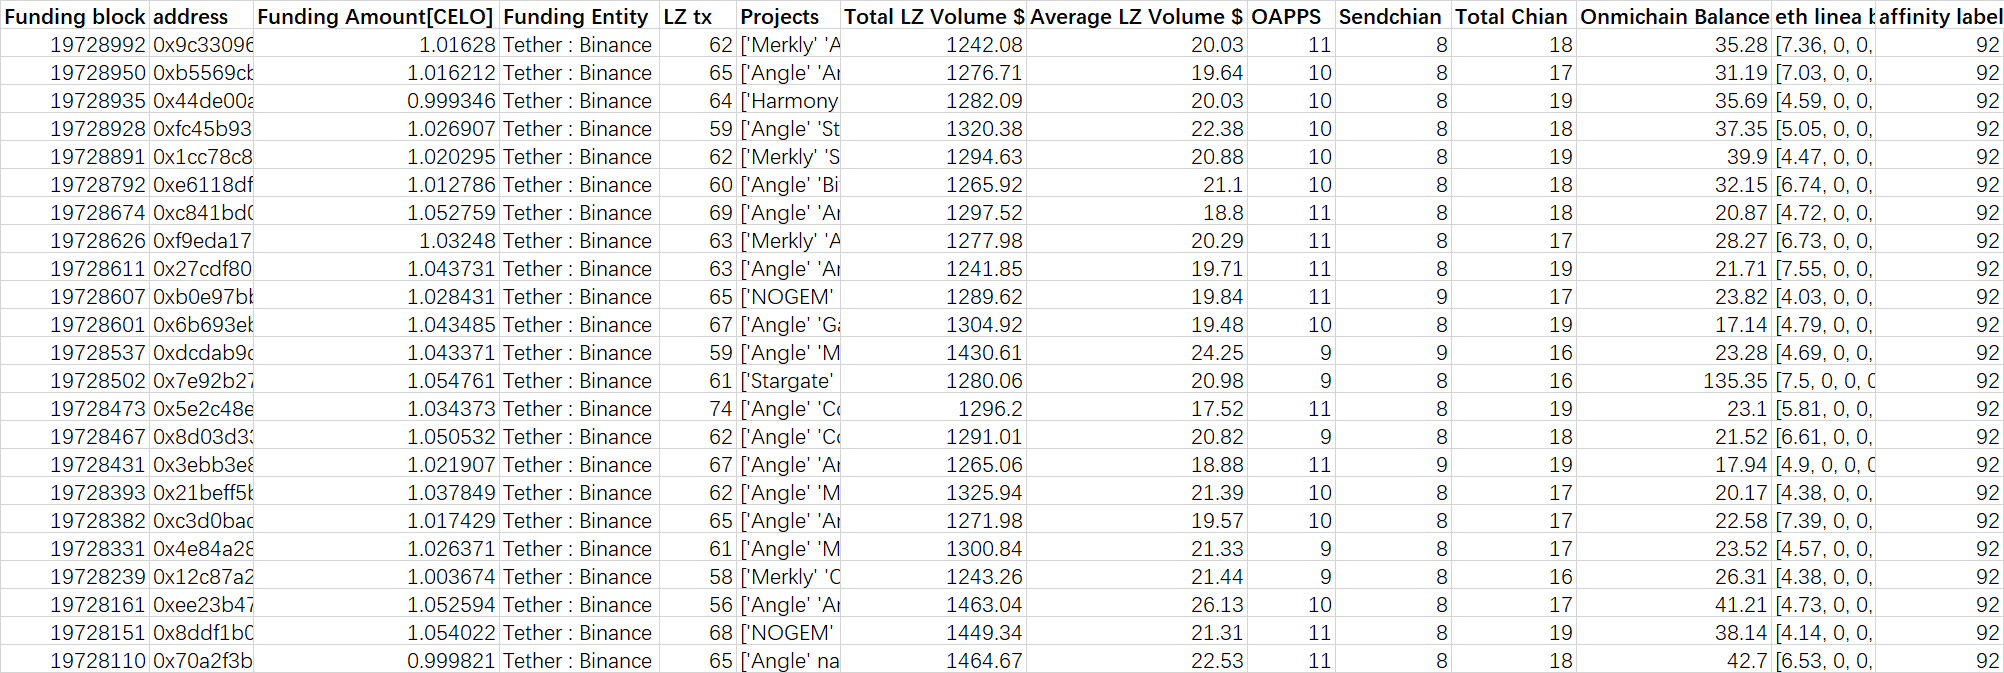 Funding block address Funding Amount[CELO] Funding Entity LZ tx Projects Total LZ Volume $ Average LZ Volume $ OAPPS Sendchian Total Chian Onmichain Balance eth linea b affinity label
19728992 0x9c33096 1.01628 Tether : Binance 62 ['Merkly' 'A 1242.08 20.03 11 8 18 35.28 [7.36, 0, 0, 92
19728950 0xb5569cb 1.016212 Tether : Binance 65 ['Angle' 'Ar 1276.71 19.64 10 8 17 31.19 [7.03, 0, 0, 92
19728935 0x44de00a 0.999346 Tether : Binance 64 ['Harmony 1282.09 20.03 10 8 19 35.69 [4.59, 0, 0, 92
19728928 0xfc45b93 1.026907 Tether : Binance 59 ['Angle' 'St 1320.38 22.38 10 8 18 37.35 [5.05, 0, 0, 92
19728891 0x1cc78c8 1.020295 Tether : Binance 62 ['Merkly' 'S 1294.63 20.88 10 8 19 39.9 [4.47, 0, 0, 92
19728792 0xe6118df 1.012786 Tether : Binance 60 ['Angle' 'Bi 1265.92 21.1 10 8 18 32.15 [6.74, 0, 0, 92
19728674 0xc841bd0 1.052759 Tether : Binance 69 ['Angle' 'Ar 1297.52 18.8 11 8 18 20.87 [4.72, 0, 0, 92
19728626 0xf9eda17 1.03248 Tether : Binance 63 ['Merkly' 'A 1277.98 20.29 11 8 17 28.27 [6.73, 0, 0, 92
19728611 0x27cdf80 1.043731 Tether : Binance 63 ['Angle' 'Ar 1241.85 19.71 11 8 19 21.71 [7.55, 0, 0, 92
19728607 0xb0e97bb 1.028431 Tether : Binance 65 ['NOGEM' 1289.62 19.84 11 9 17 23.82 [4.03, 0, 0, 92
19728601 0x6b693eb 1.043485 Tether : Binance 67 ['Angle' 'Ga 1304.92 19.48 10 8 19 17.14 [4.79, 0, 0, 92
19728537 0xdcdab9c 1.043371 Tether : Binance 59 ['Angle' 'M 1430.61 24.25 9 9 16 23.28 [4.69, 0, 0, 92
19728502 0x7e92b27 1.054761 Tether : Binance 61 ['Stargate' 1280.06 20.98 9 8 16 135.35 [7.5, 0, 0, 0 92
19728473 0x5e2c48e 1.034373 Tether : Binance 74 ['Angle' 'Co 1296.2 17.52 11 8 19 23.1 [5.81, 0, 0, 92
19728467 0x8d03d33 1.050532 Tether : Binance 62 ['Angle' 'Co 1291.01 20.82 9 8 18 21.52 [6.61, 0, 0, 92
19728431 0x3ebb3e8 1.021907 Tether : Binance 67 ['Angle' 'Ar 1265.06 18.88 11 9 19 17.94 [4.9, 0, 0, 0 92
19728393 0x21beff5b 1.037849 Tether : Binance 62 ['Angle' 'M 1325.94 21.39 10 8 17 20.17 [4.38, 0, 0, 92
19728382 0xc3d0bac 1.017429 Tether : Binance 65 ['Angle' 'Ar 1271.98 19.57 10 8 17 22.58 [7.39, 0, 0, 92
19728331 0x4e84a28 1.026371 Tether : Binance 61 ['Angle' 'M 1300.84 21.33 9 8 17 23.52 [4.57, 0, 0, 92
19728239 0x12c87a2 1.003674 Tether : Binance 58 ['Merkly' 'C 1243.26 21.44 9 8 16 26.31 [4.38, 0, 0, 92
19728161 0xee23b47 1.052594 Tether : Binance 56 ['Angle' 'Ar 1463.04 26.13 10 8 17 41.21 [4.73, 0, 0, 92
19728151 0x8ddf1b0 1.054022 Tether : Binance 68 ['NOGEM' 1449.34 21.31 11 8 19 38.14 [4.14, 0, 0, 92
19728110 0x70a2f3b 0.999821 Tether : Binance 65 ['Angle' na 1464.67 22.53 11 8 18 42.7 [6.53, 0, 0, 92